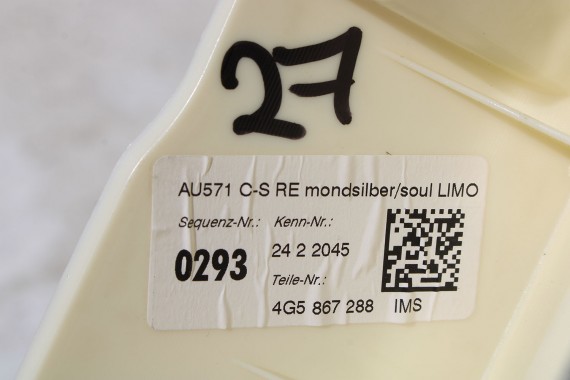 27
AU571 C-S RE mondsilber/soul LIMO
Sequenz-Nr.: Kenn-Nr.:
0293 24 2 2045
Teile-Nr.:
4G5 867 288 IMS